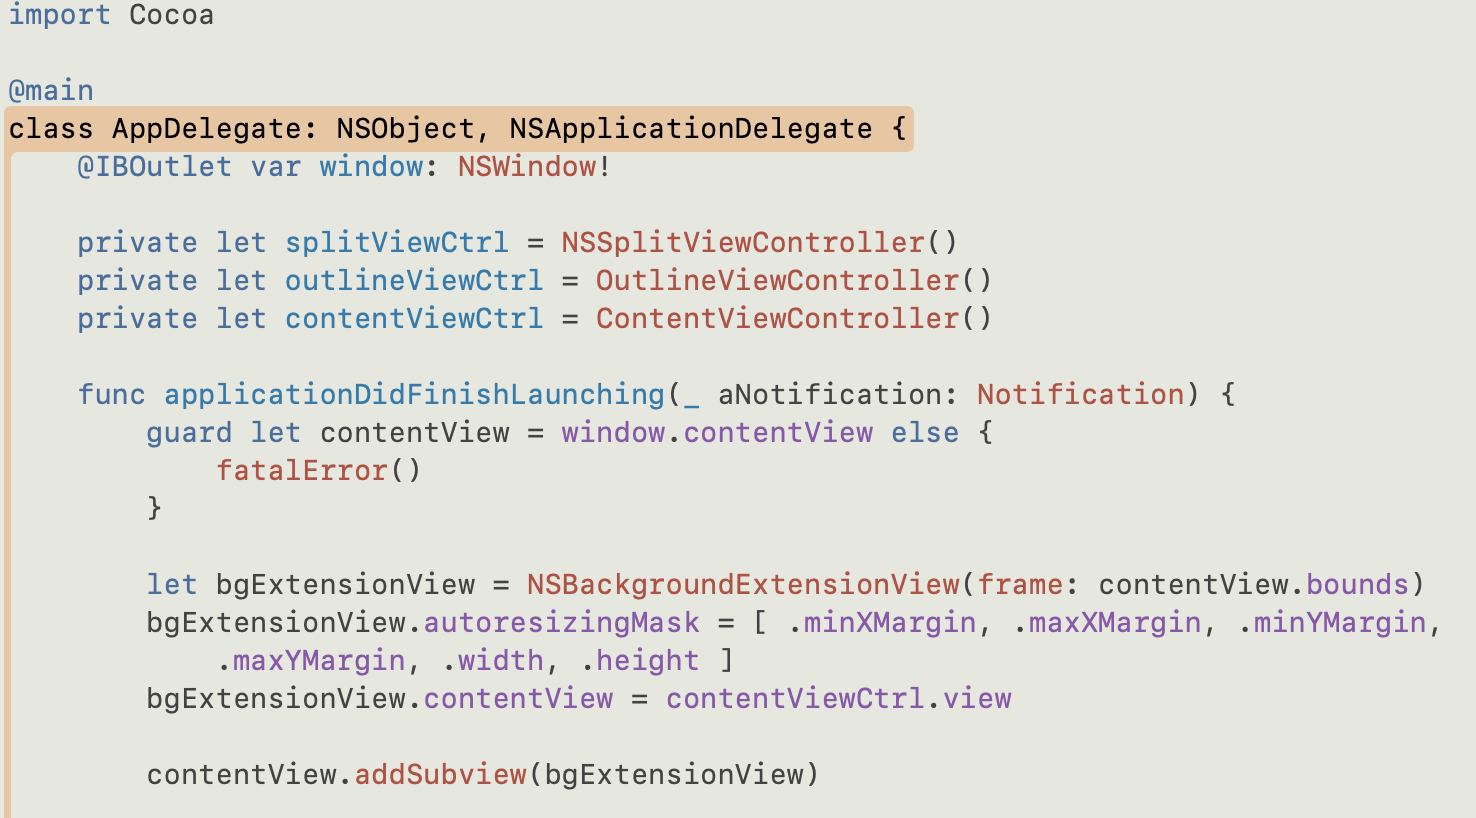 import Cocoa
@main
class AppDelegate: NSObject, NSApplicationDelegate {
@IBOutlet var window: NSWindow!
private let splitViewCtrl = NSSplitViewController()
private let outlineViewCtrl = OutlineViewController()
private let contentViewCtrl = ContentViewController()
func applicationDidFinishLaunching(_ aNotification: Notification) {
guard let contentView = window.contentView else {
fatalError()
}
let bgExtensionView = NSBackgroundExtensionView(frame: contentView.bounds)
bgExtensionView.autoresizingMask = [ .minXMargin, .maxXMargin, .minYMargin,
.maxYMargin, .width, .height ]
bgExtensionView.contentView = contentViewCtrl.view
contentView.addSubview(bgExtensionView)